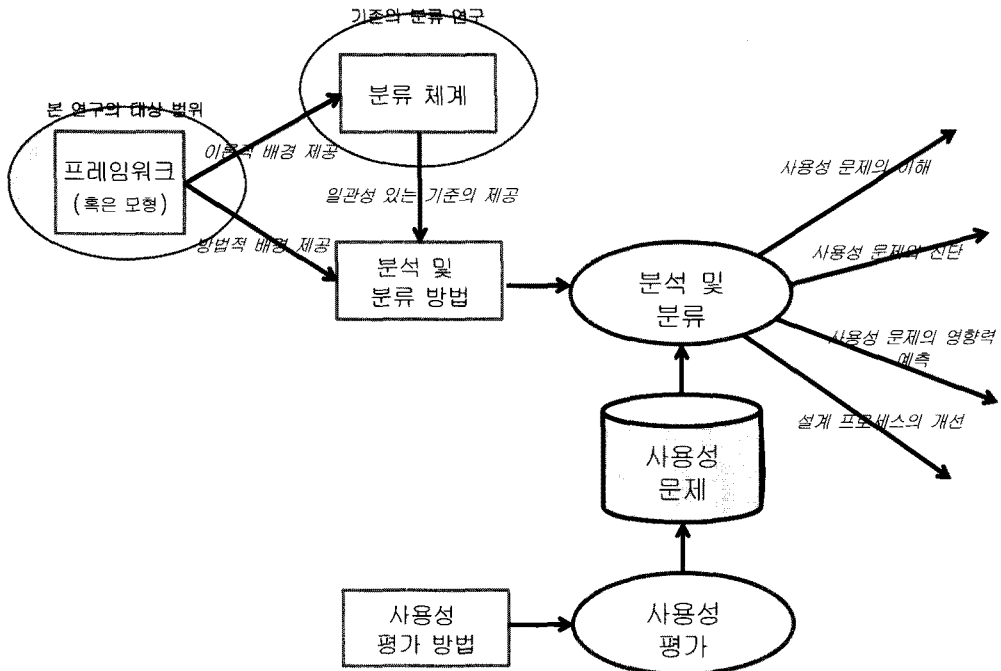 기존의 분류 연구
분류 체계
본 연구의 대상 범위
프레임워크
(혹은 모형)
이론적 배경 제공
일관성 있는 기준의 제공
방법적 배경 제공
분석 및
분류 방법
분석 및
분류
사용성 문제의 이해
사용성 문제의 진단
사용성 문제의 영향력
예측
설계 프로세스의 개선
사용성
문제
사용성
평가 방법
사용성
평가